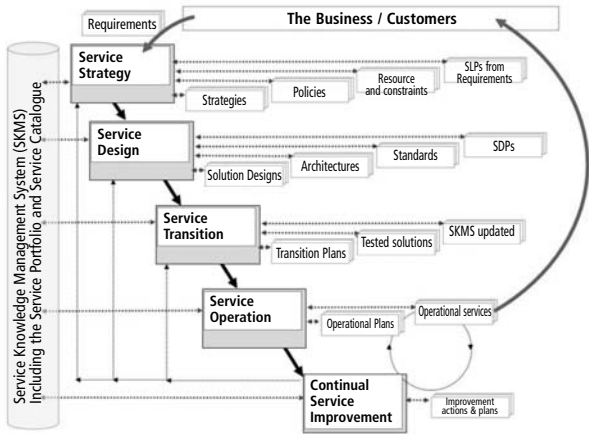 Requirements
The Business / Customers
Service
Strategy
SLPs from
Requirements
Resource
and constraints
Policies
Strategies
Service
Design
SDPs
Standards
Architectures
Solution Designs
Service
Transition
SKMS updated
Tested solutions
Transition Plans
Service
Operation
Operational services
Operational Plans
Continual
Service
Improvement
Improvement
actions & plans
Service Knowledge Management System (SKMS)
Including the Service Portfolio and Service Catalogue